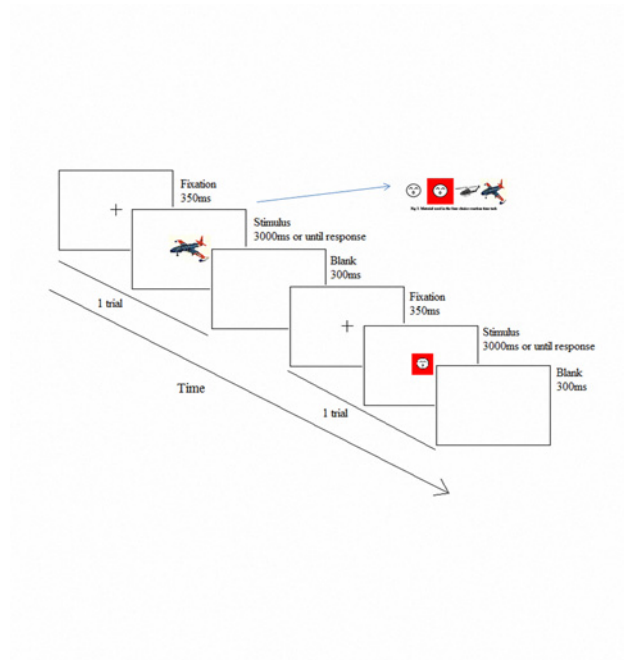 Fixation
350ms
Stimulus
3000ms or until response
Blank
300ms
1 trial
Fixation
350ms
Stimulus
3000ms or until response
Blank
300ms
Time
1 trial